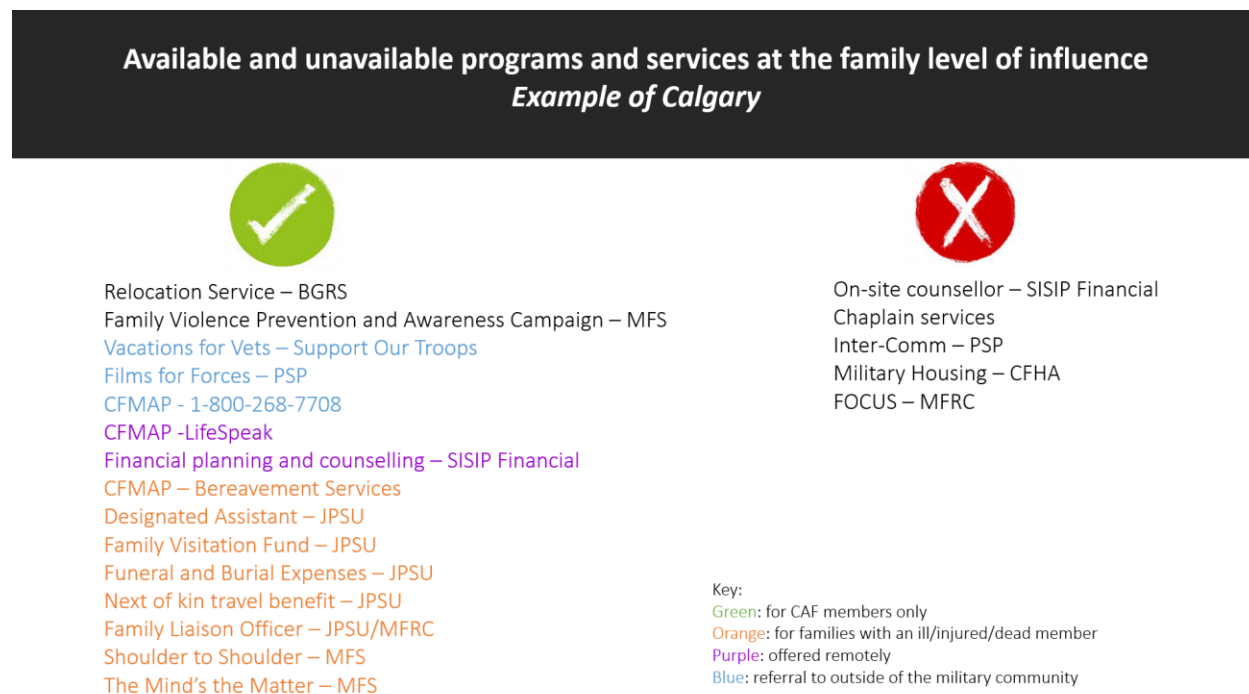 Available and unavailable programs and services at the family level of influence
Example of Calgary
Relocation Service – BGRS
Family Violence Prevention and Awareness Campaign – MFS
Vacations for Vets – Support Our Troops
Films for Forces – PSP
CFMAP - 1-800-268-7708
CFMAP -LifeSpeak
Financial planning and counselling – SISIP Financial
CFMAP – Bereavement Services
Designated Assistant – JPSU
Family Visitation Fund – JPSU
Funeral and Burial Expenses – JPSU
Next of kin travel benefit – JPSU
Family Liaison Officer – JPSU/MFRC
Shoulder to Shoulder – MFS
The Mind's the Matter – MFS
On-site counsellor – SISIP Financial
Chaplain services
Inter-Comm – PSP
Military Housing – CFHA
FOCUS – MFRC
Key:
Green: for CAF members only
Orange: for families with an ill/injured/dead member
Purple: offered remotely
Blue: referral to outside of the military community